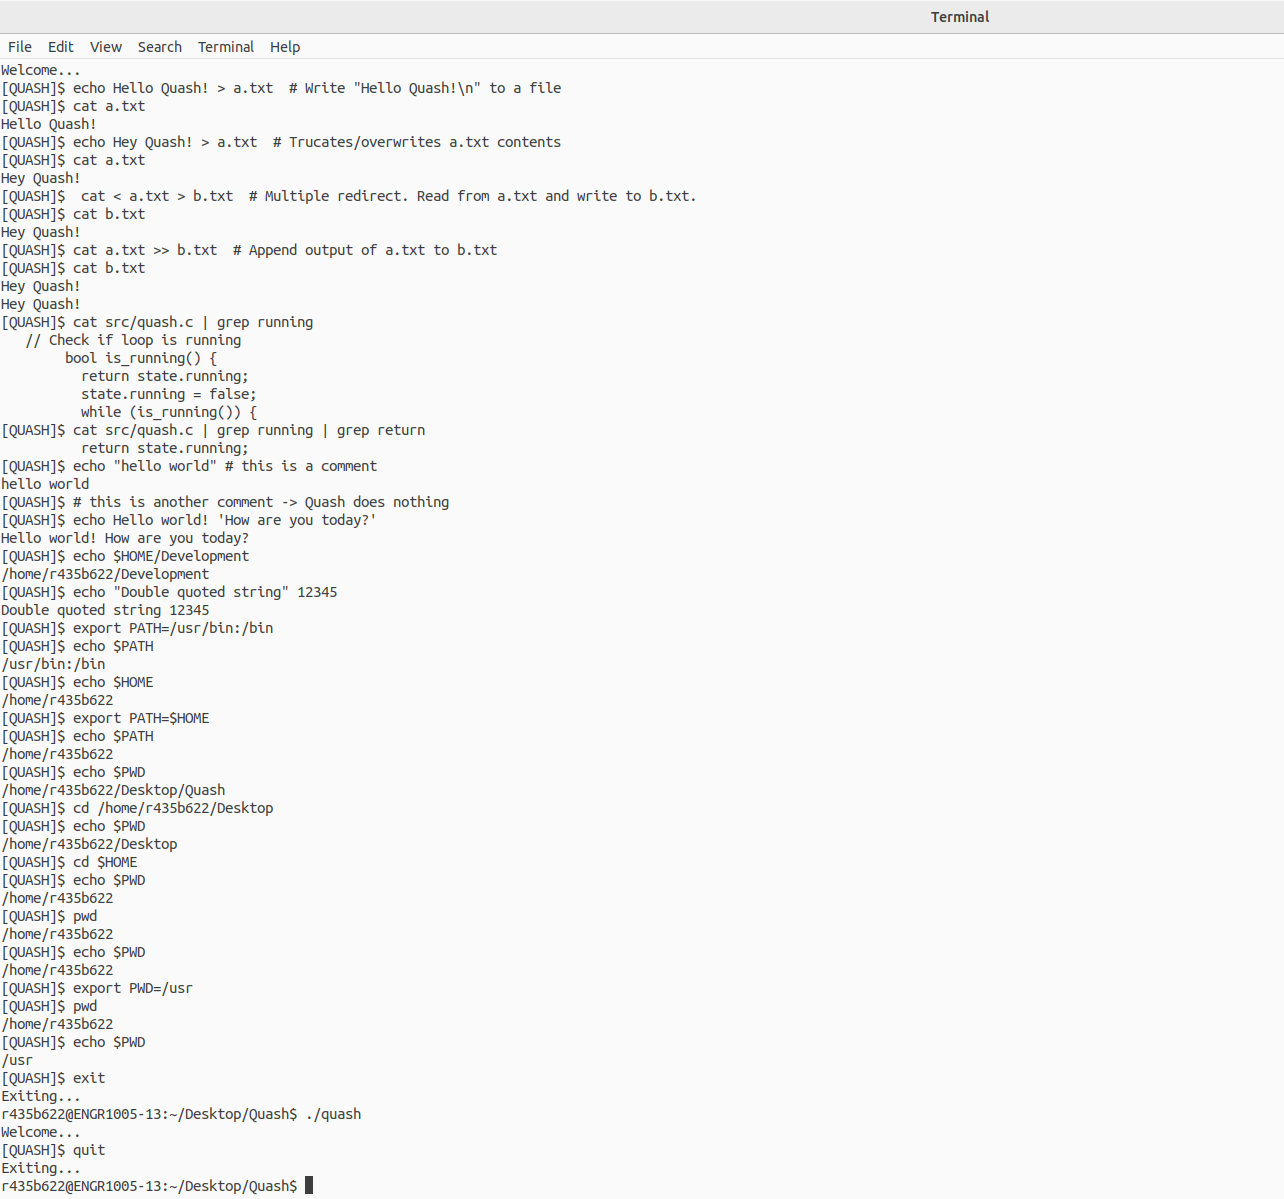 Terminal
File Edit View Search Terminal Help
Welcome...
[QUASH]$ echo Hello Quash! > a.txt  # Write "Hello Quash!\n" to a file
[QUASH]$ cat a.txt
Hello Quash!
[QUASH]$ echo Hey Quash! > a.txt  # Trucates/overwrites a.txt contents
[QUASH]$ cat a.txt
Hey Quash!
[QUASH]$  cat < a.txt > b.txt  # Multiple redirect. Read from a.txt and write to b.txt.
[QUASH]$ cat b.txt
Hey Quash!
[QUASH]$ cat a.txt >> b.txt  # Append output of a.txt to b.txt
[QUASH]$ cat b.txt
Hey Quash!
Hey Quash!
[QUASH]$ cat src/quash.c | grep running
   // Check if loop is running
        bool is_running() {
          return state.running;
          state.running = false;
          while (is_running()) {
[QUASH]$ cat src/quash.c | grep running | grep return
          return state.running;
[QUASH]$ echo "hello world" # this is a comment
hello world
[QUASH]$ # this is another comment -> Quash does nothing
[QUASH]$ echo Hello world! 'How are you today?'
Hello world! How are you today?
[QUASH]$ echo $HOME/Development
/home/r435b622/Development
[QUASH]$ echo "Double quoted string" 12345
Double quoted string 12345
[QUASH]$ export PATH=/usr/bin:/bin
[QUASH]$ echo $PATH
/usr/bin:/bin
[QUASH]$ echo $HOME
/home/r435b622
[QUASH]$ export PATH=$HOME
[QUASH]$ echo $PATH
/home/r435b622
[QUASH]$ echo $PWD
/home/r435b622/Desktop/Quash
[QUASH]$ cd /home/r435b622/Desktop
[QUASH]$ echo $PWD
/home/r435b622/Desktop
[QUASH]$ cd $HOME
[QUASH]$ echo $PWD
/home/r435b622
[QUASH]$ pwd
/home/r435b622
[QUASH]$ echo $PWD
/home/r435b622
[QUASH]$ export PWD=/usr
[QUASH]$ pwd
/home/r435b622
[QUASH]$ echo $PWD
/usr
[QUASH]$ exit
Exiting...
r435b622@ENGR1005-13:~/Desktop/Quash$ ./quash
Welcome...
[QUASH]$ quit
Exiting...
r435b622@ENGR1005-13:~/Desktop/Quash$